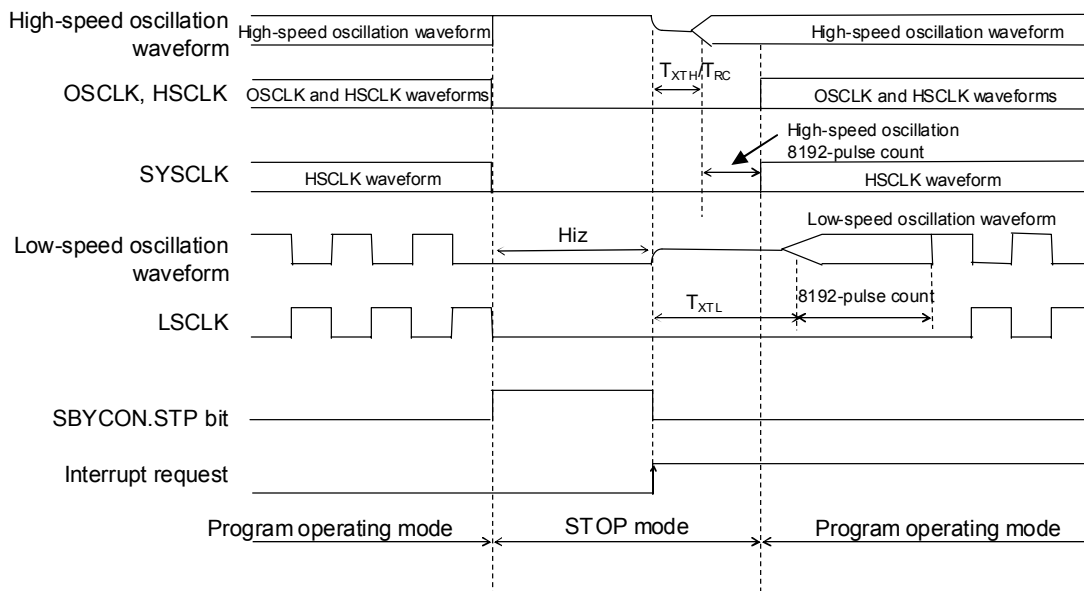 High-speed oscillation
waveform
High-speed oscillation waveform
High-speed oscillation waveform
TXTH/TRC
OSCLK, HSCLK
OSCLK and HSCLK waveforms
OSCLK and HSCLK waveforms
High-speed oscillation
8192-pulse count
SYSCLK
HSCLK waveform
HSCLK waveform
Low-speed oscillation
waveform
Hiz
Low-speed oscillation waveform
TXTL
8192-pulse count
LSCLK
SBYCON.STP bit
Interrupt request
Program operating mode
STOP mode
Program operating mode